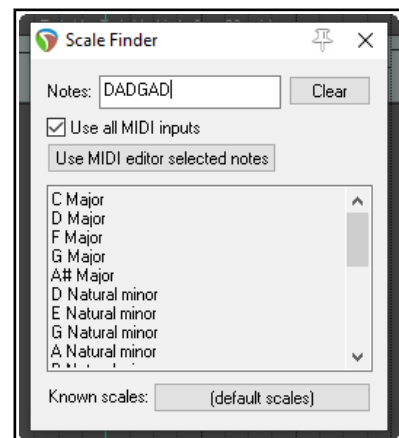 Scale Finder
Notes: DADGAD Clear
Use all MIDI inputs
Use MIDI editor selected notes
C Major
D Major
F Major
G Major
A# Major
D Natural minor
E Natural minor
G Natural minor
A Natural minor
Known scales: (default scales)